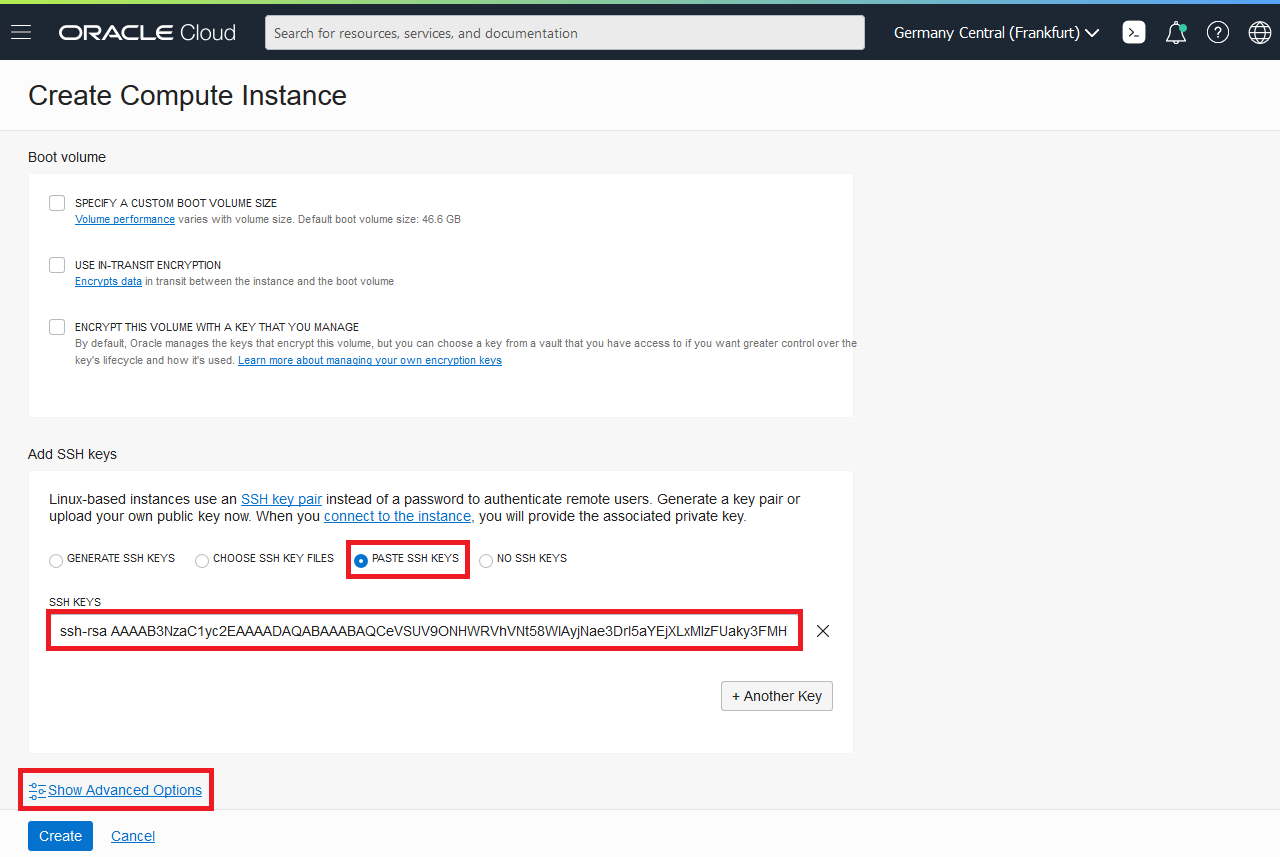 ORACLE Cloud
Search for resources, services, and documentation
Germany Central (Frankfurt)
Create Compute Instance
Boot volume
SPECIFY A CUSTOM BOOT VOLUME SIZE
Volume performance varies with volume size. Default boot volume size: 46.6 GB
USE IN-TRANSIT ENCRYPTION
Encrypts data in transit between the instance and the boot volume
ENCRYPT THIS VOLUME WITH A KEY THAT YOU MANAGE
By default, Oracle manages the keys that encrypt this volume, but you can choose a key from a vault that you have access to if you want greater control over the
key's lifecycle and how it's used. Learn more about managing your own encryption keys
Add SSH keys
Linux-based instances use an SSH key pair instead of a password to authenticate remote users. Generate a key pair or
upload your own public key now. When you connect to the instance, you will provide the associated private key.
GENERATE SSH KEYS CHOOSE SSH KEY FILES PASTE SSH KEYS NO SSH KEYS
SSH KEYS
ssh-rsa AAAAB3NzaC1yc2EAAAADAQABAAABAQCeVSUV9ONHWRVhVNt58WIAyjNae3DrI5aYEjXLxMlzFUaky3FMH
+ Another Key
Show Advanced Options
Create Cancel